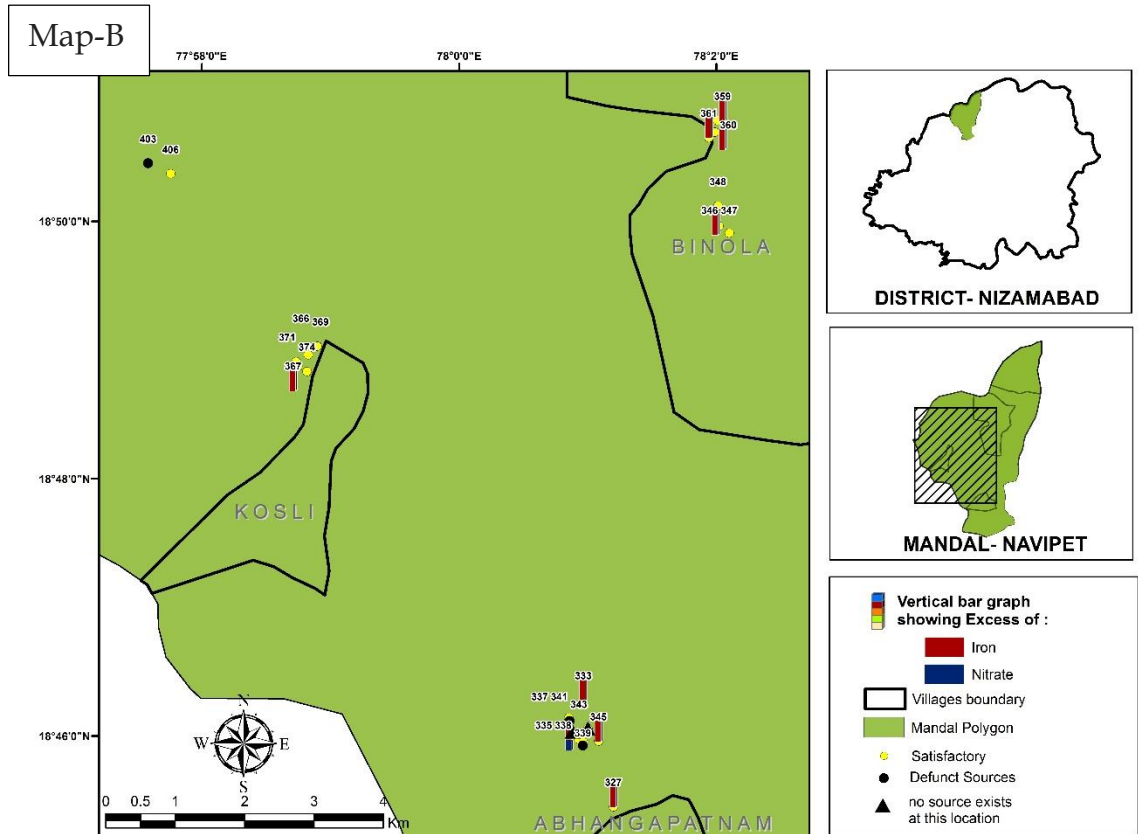 Map-B
77°58'0"E
78°0'0"E
78°2'0"E
359
361
360
403
406
348
18°50'0"N
346 347
BINOLA
DISTRICT- NIZAMABAD
366 369
371
374
367
18°48'0"N
KOSLI
MANDAL- NAVIPET
Vertical bar graph
showing Excess of :
Iron
Nitrate
Villages boundary
Mandal Polygon
Satisfactory
Defunct Sources
no source exists
at this location
333
337 341
343
345
335 338
339
18°46'0"N
N
W E
S
327
ABHANGAPATNAM
0 0.5 1 2 3 4
Km